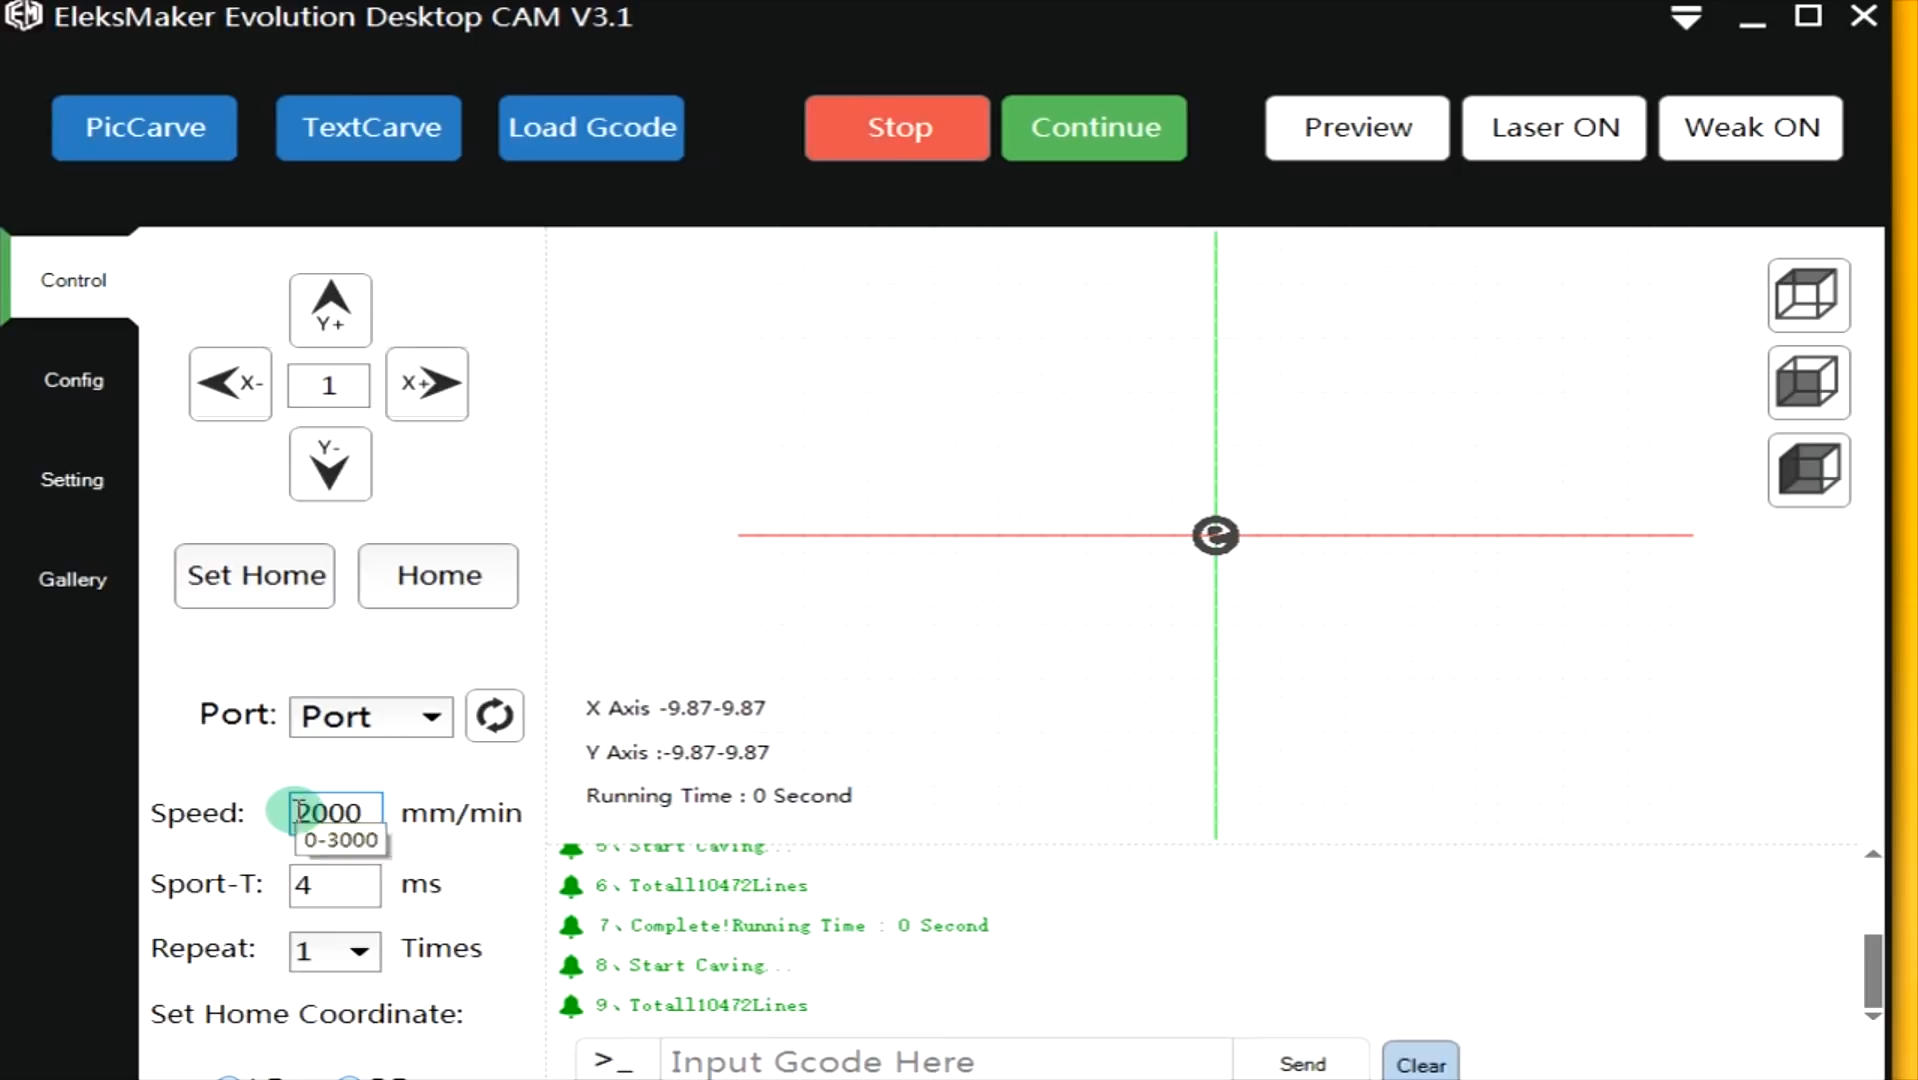 EleksMaker Evolution Desktop CAM V3.1
PicCarve
TextCarve
Load Gcode
Stop
Continue
Preview
Laser ON
Weak ON
Control
Config
Setting
Gallery
Y+
X-
1
X+
Y-
Set Home
Home
Port:
Port
Speed:
2000
mm/min
0-3000
Sport-T:
4
ms
Repeat:
1
Times
Set Home Coordinate:
e
X Axis -9.87-9.87
Y Axis :-9.87-9.87
Running Time : 0 Second
5、Start Caving...
6、Totall10472Lines
7、Complete!Running Time : 0 Second
8、Start Caving...
9、Totall10472Lines
>_
Input Gcode Here
Send
Clear